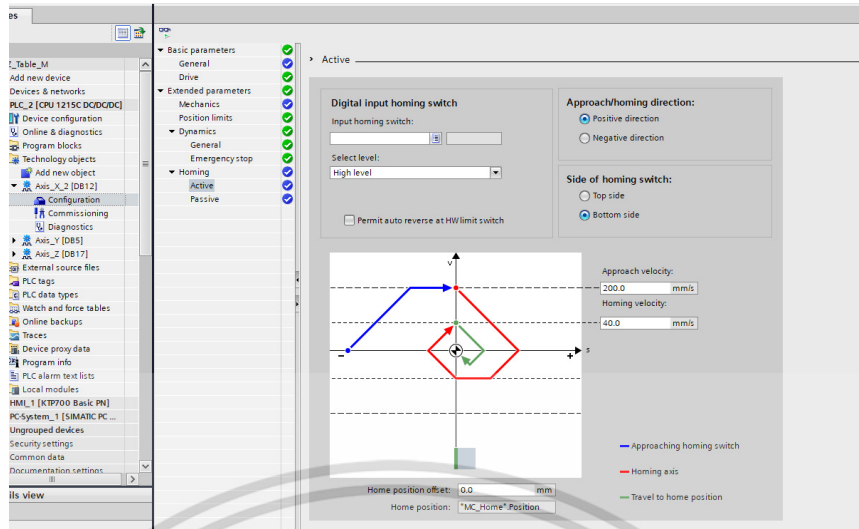 Z_Table_M
Add new device
Devices & networks
PLC_2 [CPU 1215C DC/DC/DC]
Device configuration
Online & diagnostics
Program blocks
Technology objects
Add new object
Axis_X_2 [DB12]
Configuration
Commissioning
Diagnostics
Axis_Y [DB5]
Axis_Z [DB17]
External source files
PLC tags
PLC data types
Watch and force tables
Online backups
Traces
Device proxy data
Program info
PLC alarm text lists
Local modules
HMI_1 [KTP700 Basic PN]
PC-System_1 [SIMATIC PC ...
Ungrouped devices
Security settings
Common data
Documentation settings
ils view
Basic parameters
General
Drive
Extended parameters
Mechanics
Position limits
Dynamics
General
Emergency stop
Homing
Active
Passive
Active
Digital input homing switch
Input homing switch:
Select level:
High level
Permit auto reverse at HW limit switch
Approach/homing direction:
Positive direction
Negative direction
Side of homing switch:
Top side
Bottom side
v
s
−
+
Approach velocity:
200.0 mm/s
Homing velocity:
40.0 mm/s
Approaching homing switch
Homing axis
Travel to home position
Home position offset: 0.0 mm
Home position: "MC_Home".Position